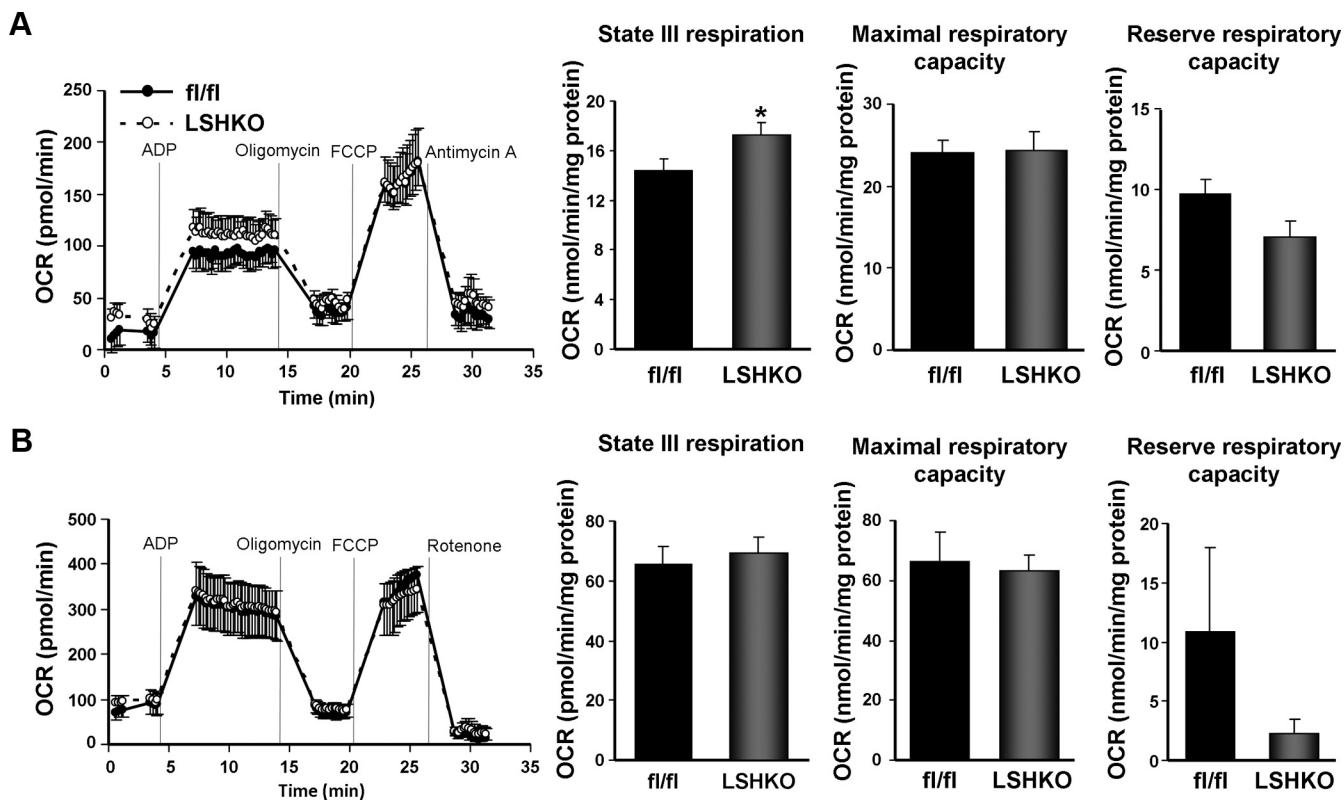 A
State III respiration
Maximal respiratory
capacity
Reserve respiratory
capacity
fl/fl
LSHKO
ADP
Oligomycin
FCCP
Antimycin A
OCR (pmol/min)
250
200
150
100
50
0
0 5 10 15 20 25 30 35
Time (min)
OCR (nmol/min/mg protein)
20
16
12
8
4
0
*
fl/fl LSHKO
OCR (nmol/min/mg protein)
30
20
10
0
fl/fl LSHKO
OCR (nmol/min/mg protein)
15
10
5
0
fl/fl LSHKO
B
State III respiration
Maximal respiratory
capacity
Reserve respiratory
capacity
ADP
Oligomycin
FCCP
Rotenone
OCR (pmol/min)
500
400
300
200
100
0
0 5 10 15 20 25 30 35
Time (min)
OCR (pmol/min/mg protein)
80
60
40
20
0
fl/fl LSHKO
OCR (nmol/min/mg protein)
80
60
40
20
0
fl/fl LSHKO
OCR (nmol/min/mg protein)
20
15
10
5
0
fl/fl LSHKO